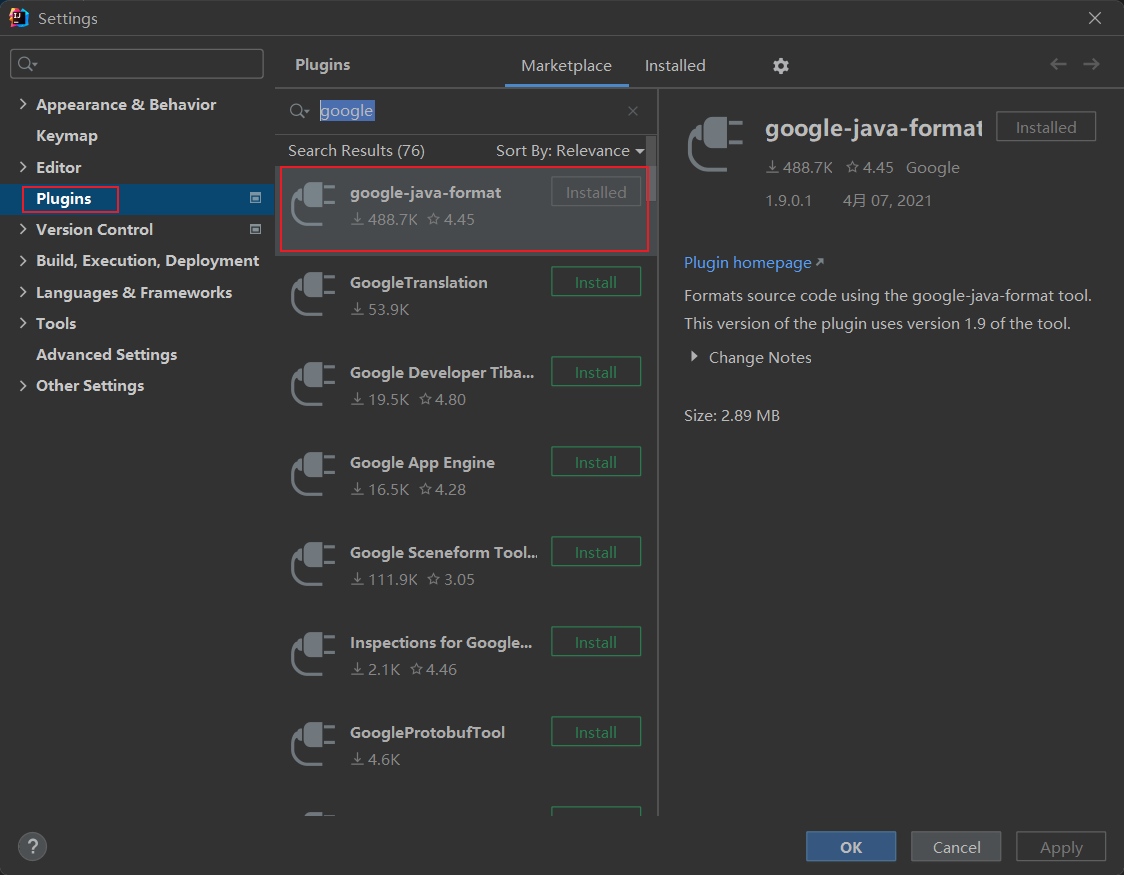 Settings
Appearance & Behavior
Keymap
Editor
Plugins
Version Control
Build, Execution, Deployment
Languages & Frameworks
Tools
Advanced Settings
Other Settings
Plugins
Marketplace
Installed
google
Search Results (76)
Sort By: Relevance
google-java-format
Installed
488.7K
4.45
GoogleTranslation
Install
53.9K
Google Developer Tiba...
Install
19.5K
4.80
Google App Engine
Install
16.5K
4.28
Google Sceneform Tool...
Install
111.9K
3.05
Inspections for Google...
Install
2.1K
4.46
GoogleProtobufTool
Install
4.6K
google-java-format
Installed
488.7K
4.45
Google
1.9.0.1
4月 07, 2021
Plugin homepage
Formats source code using the google-java-format tool.
This version of the plugin uses version 1.9 of the tool.
Change Notes
Size: 2.89 MB
?
OK
Cancel
Apply